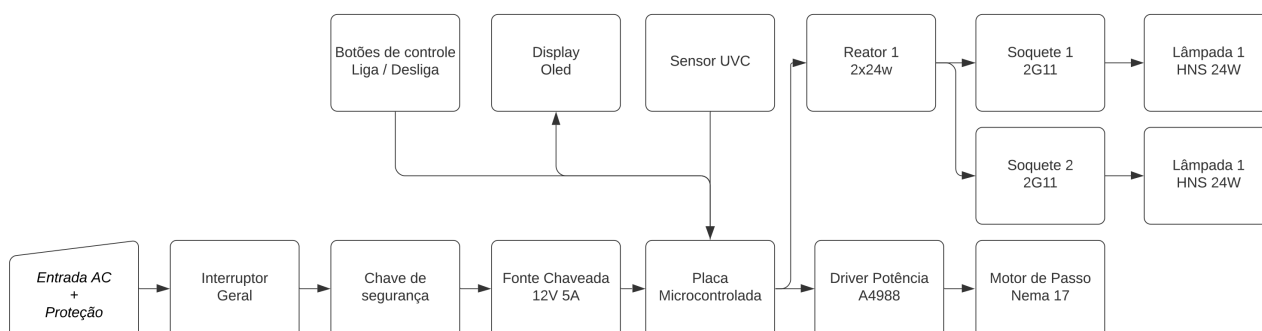 Botões de controle
Liga / Desliga
Display
Oled
Sensor UVC
Reator 1
2x24w
Soquete 1
2G11
Lâmpada 1
HNS 24W
Soquete 2
2G11
Lâmpada 1
HNS 24W
Entrada AC
+
Proteção
Interruptor
Geral
Chave de
segurança
Fonte Chaveada
12V 5A
Placa
Microcontrolada
Driver Potência
A4988
Motor de Passo
Nema 17